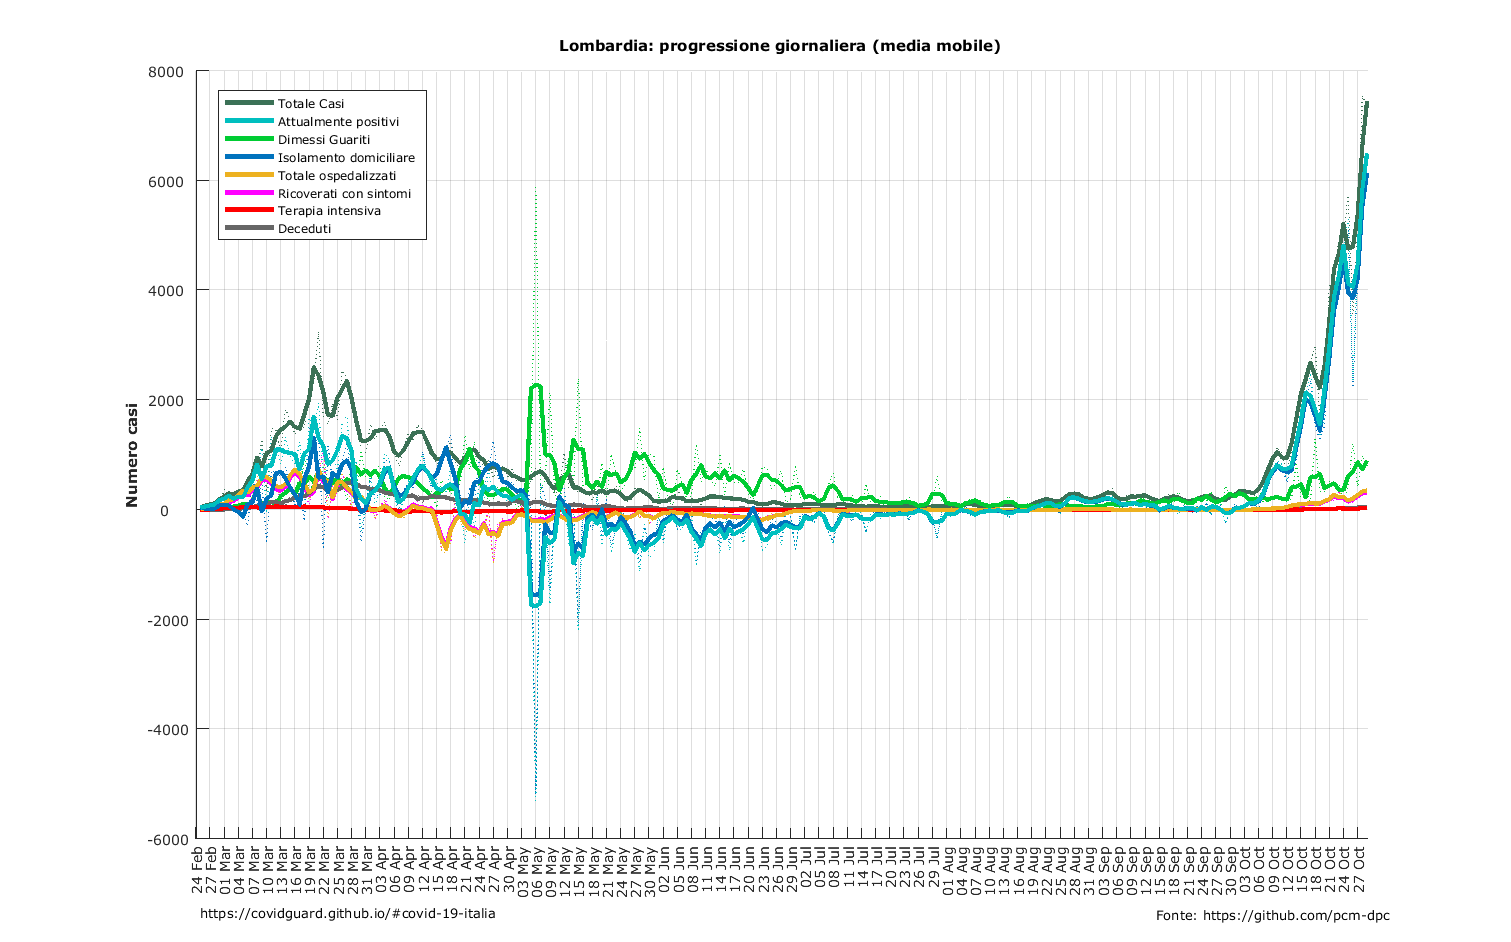 Lombardia: progressione giornaliera (media mobile)
8000
6000
4000
2000
0
-2000
-4000
-6000
Numero casi
Totale Casi
Attualmente positivi
Dimessi Guariti
Isolamento domiciliare
Totale ospedalizzati
Ricoverati con sintomi
Terapia intensiva
Deceduti
24 Feb
27 Feb
01 Mar
04 Mar
07 Mar
10 Mar
13 Mar
16 Mar
19 Mar
22 Mar
25 Mar
28 Mar
31 Mar
03 Apr
06 Apr
09 Apr
12 Apr
15 Apr
18 Apr
21 Apr
24 Apr
27 Apr
30 Apr
03 May
06 May
09 May
12 May
15 May
18 May
21 May
24 May
27 May
30 May
02 Jun
05 Jun
08 Jun
11 Jun
14 Jun
17 Jun
20 Jun
23 Jun
26 Jun
29 Jun
02 Jul
05 Jul
08 Jul
11 Jul
14 Jul
17 Jul
20 Jul
23 Jul
26 Jul
29 Jul
01 Aug
04 Aug
07 Aug
10 Aug
13 Aug
16 Aug
19 Aug
22 Aug
25 Aug
28 Aug
31 Aug
03 Sep
06 Sep
09 Sep
12 Sep
15 Sep
18 Sep
21 Sep
24 Sep
27 Sep
30 Sep
03 Oct
06 Oct
09 Oct
12 Oct
15 Oct
18 Oct
21 Oct
24 Oct
27 Oct
https://covidguard.github.io/#covid-19-italia
Fonte: https://github.com/pcm-dpc